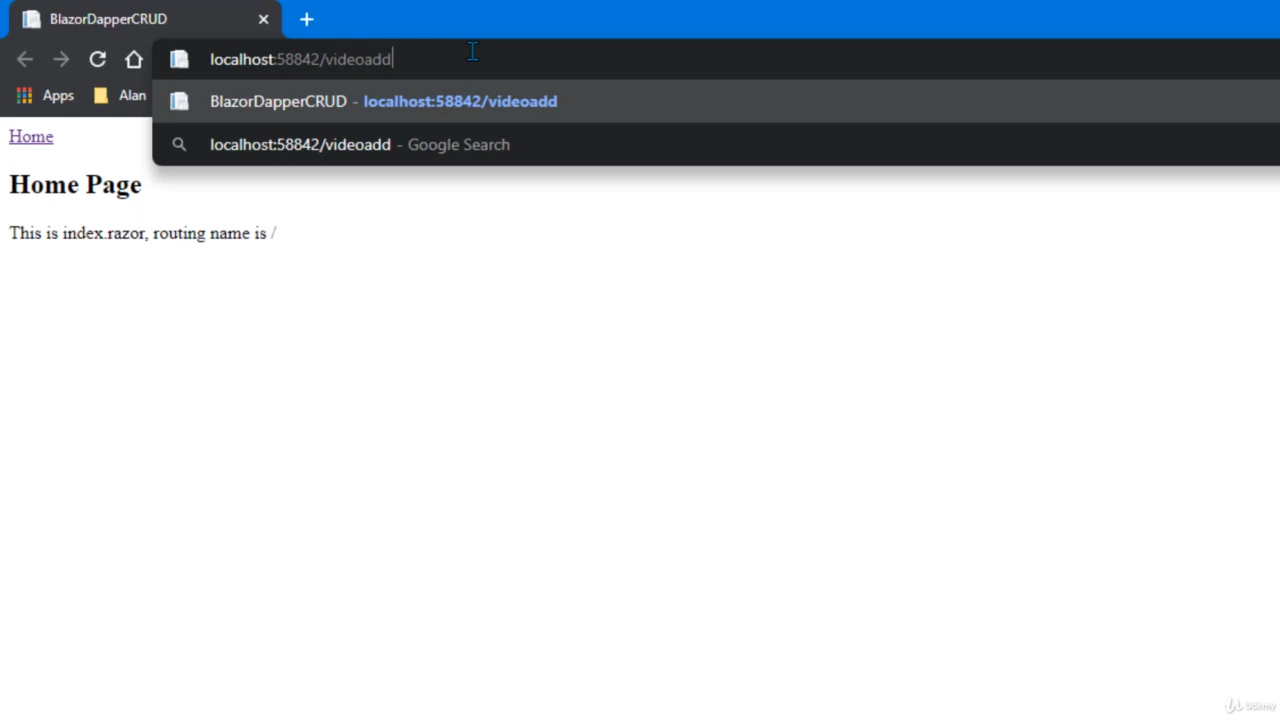 BlazorDapperCRUD
localhost:58842/videoadd
Apps Alan
BlazorDapperCRUD - localhost:58842/videoadd
localhost:58842/videoadd - Google Search
Home
Home Page
This is index.razor, routing name is /
Udemy